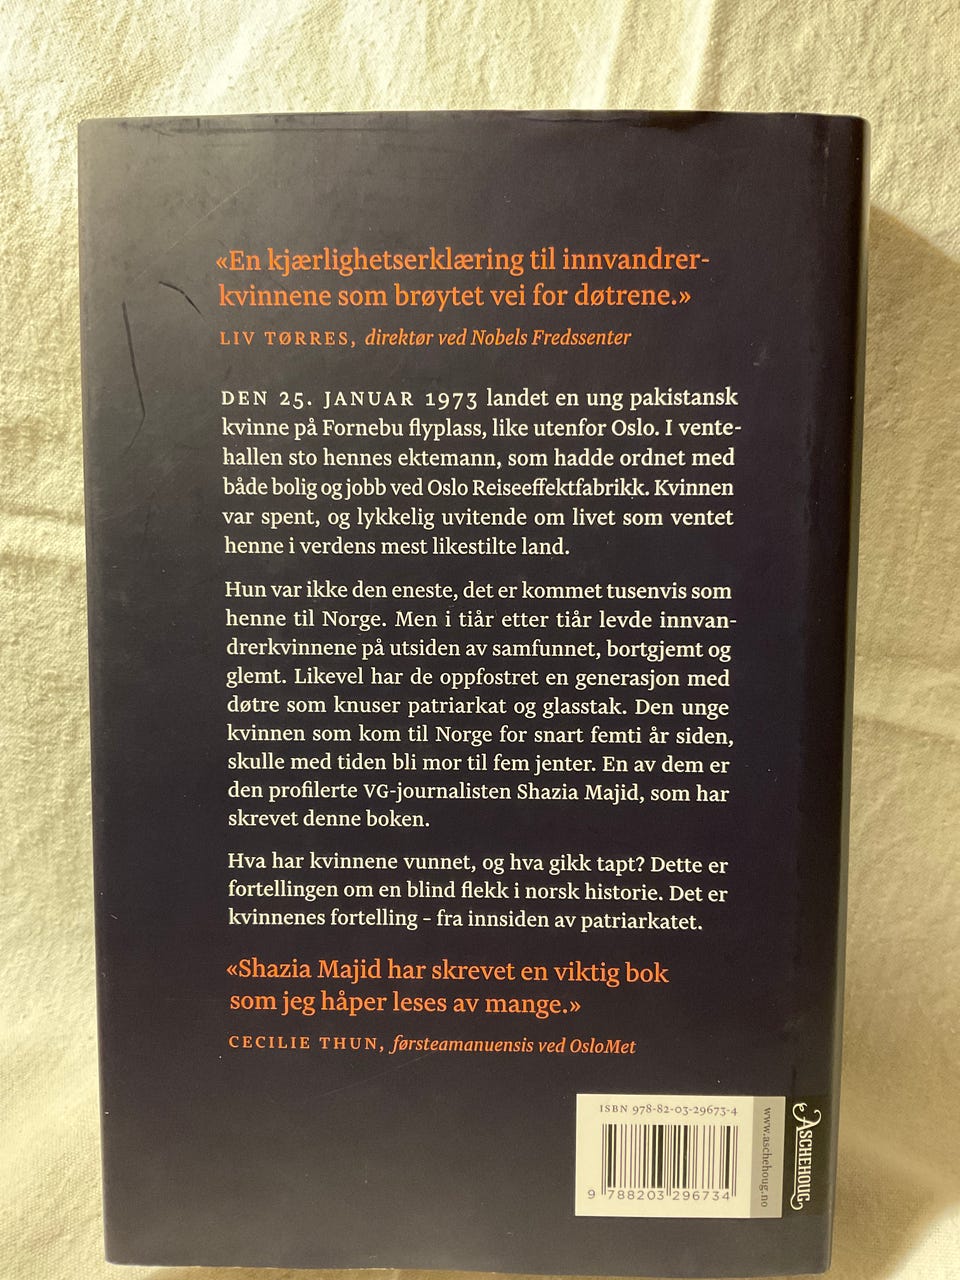 «En kjærlighetserklæring til innvandrer-
kvinnene som brøytet vei for døtrene.»
LIV TØRRES, direktør ved Nobels Fredssenter
DEN 25. JANUAR 1973 landet en ung pakistansk
kvinne på Fornebu flyplass, like utenfor Oslo. I vente-
hallen sto hennes ektemann, som hadde ordnet med
både bolig og jobb ved Oslo Reiseeffektfabrikk. Kvinnen
var spent, og lykkelig uvitende om livet som ventet
henne i verdens mest likestilte land.
Hun var ikke den eneste, det er kommet tusenvis som
henne til Norge. Men i tiår etter tiår levde innvan-
drerkvinnene på utsiden av samfunnet, bortgjemt og
glemt. Likevel har de oppfostret en generasjon med
døtre som knuser patriarkat og glasstak. Den unge
kvinnen som kom til Norge for snart femti år siden,
skulle med tiden bli mor til fem jenter. En av dem er
den profilerte VG-journalisten Shazia Majid, som har
skrevet denne boken.
Hva har kvinnene vunnet, og hva gikk tapt? Dette er
fortellingen om en blind flekk i norsk historie. Det er
kvinnenes fortelling – fra innsiden av patriarkatet.
«Shazia Majid har skrevet en viktig bok
som jeg håper leses av mange.»
CECILIE THUN, førsteamanuensis ved OsloMet
ISBN 978-82-03-29673-4
9 788203 296734
www.aschehoug.no
ASCHEHOUG